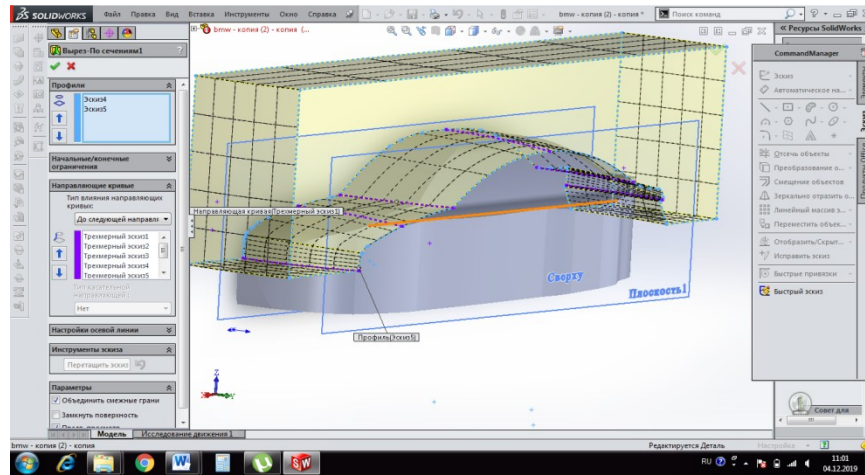 SOLIDWORKS Файл Правка Вид Вставка Инструменты Окно Справка bmw - копия (2) - копия * Поиск команд
Ресурсы SolidWorks
bmw - копия (2) - копия (...
CommandManager
Вырез-По сечениям1
Эскиз
Автоматическое на...
Профили
Эскиз4
Эскиз5
Отсечь объекты
Преобразование о...
Смещение объектов
Зеркально отразить о...
Линейный массив э...
Переместить объек...
Отобразить/Скрыт...
Исправить эскиз
Быстрые привязки
Быстрый эскиз
Начальные/конечные
ограничения
Направляющие кривые
Тип влияния направляющих
кривых:
До следующей направл
Направляющая кривая(Трехмерный эскиз1)
Трехмерный эскиз1
Трехмерный эскиз2
Трехмерный эскиз3
Трехмерный эскиз4
Трехмерный эскиз5
Тип касательной
направляющей :
Нет
Сверху
Плоскость1
Настройки осевой линии
Профиль(Эскиз5)
Инструменты эскиза
Перетащить эскиз
Параметры
Объединить смежные грани
Замкнуть поверхность
Совет для
Модель Исследование движения 1
bmw - копия (2) - копия Редактируется Деталь Настройка
RU 11:01
04.12.2019